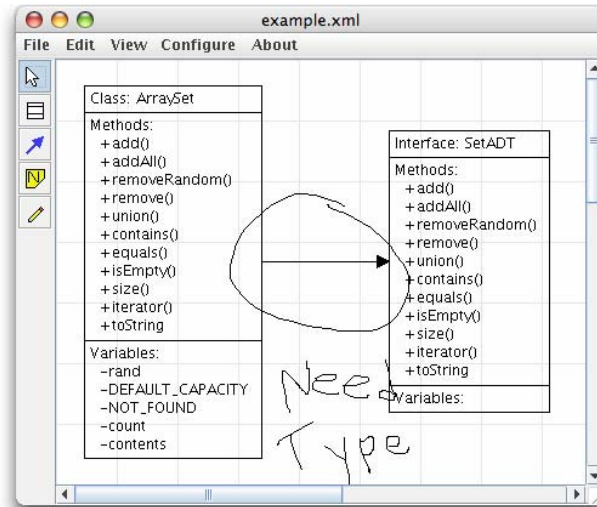 example.xml
File Edit View Configure About
Class: ArraySet
Methods:
+add()
+addAll()
+removeRandom()
+remove()
+union()
+contains()
+equals()
+isEmpty()
+size()
+iterator()
+toString
Variables:
-rand
-DEFAULT_CAPACITY
-NOT_FOUND
-count
-contents
Interface: SetADT
Methods:
+add()
+addAll()
+removeRandom()
+remove()
+union()
+contains()
+equals()
+isEmpty()
+size()
+iterator()
+toString
Variables:
Need
Type
N